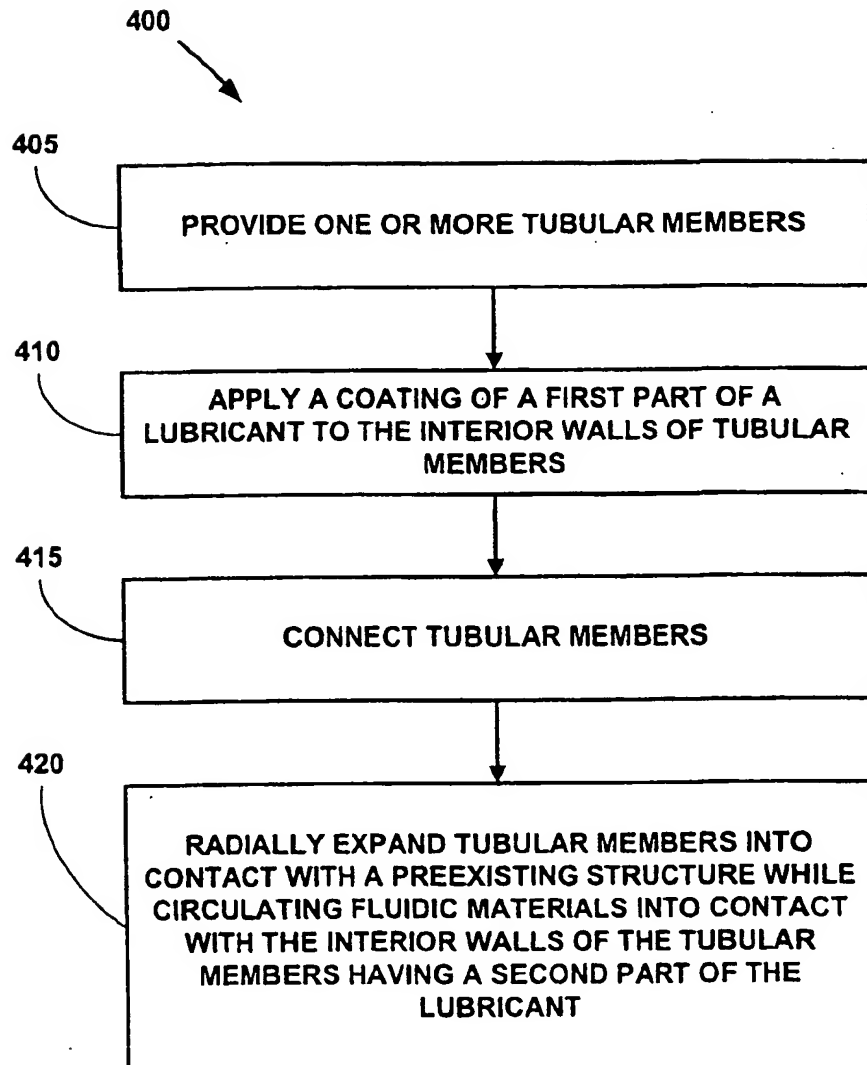 400
405
PROVIDE ONE OR MORE TUBULAR MEMBERS
410
APPLY A COATING OF A FIRST PART OF A
LUBRICANT TO THE INTERIOR WALLS OF TUBULAR
MEMBERS
415
CONNECT TUBULAR MEMBERS
420
RADIALLY EXPAND TUBULAR MEMBERS INTO
CONTACT WITH A PREEXISTING STRUCTURE WHILE
CIRCULATING FLUIDIC MATERIALS INTO CONTACT
WITH THE INTERIOR WALLS OF THE TUBULAR
MEMBERS HAVING A SECOND PART OF THE
LUBRICANT